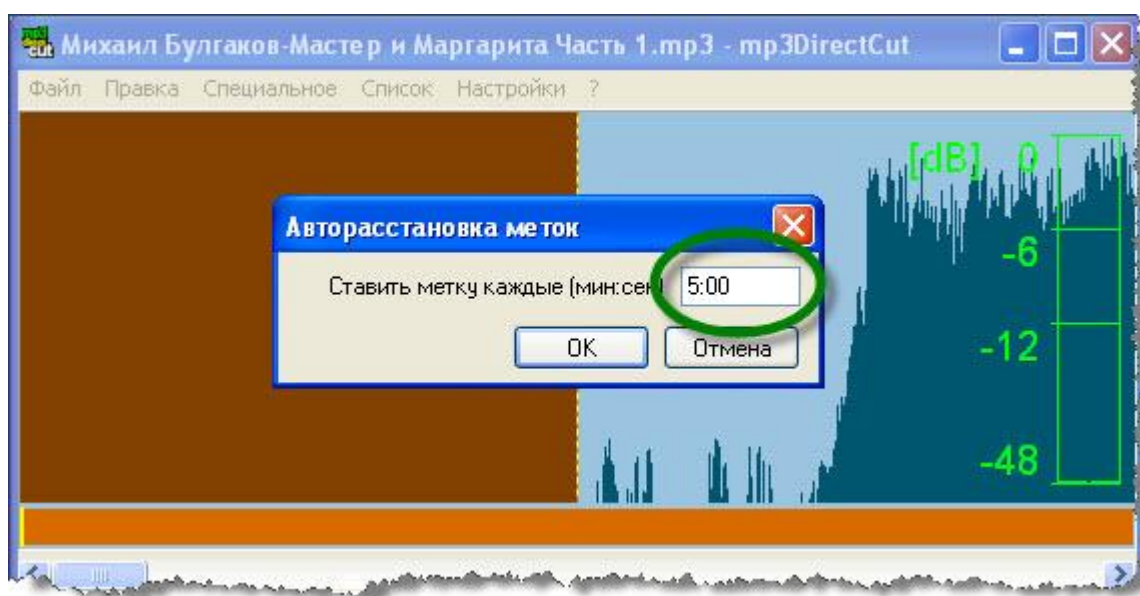 Михаил Булгаков-Мастер и Маргарита Часть 1.mp3 - mp3DirectCut
Файл Правка Специальное Список Настройки ?
[dB] 0 0
Авторасстановка меток
-6
Ставить метку каждые (мин:сек) 5:00
OK Отмена
-12
-48